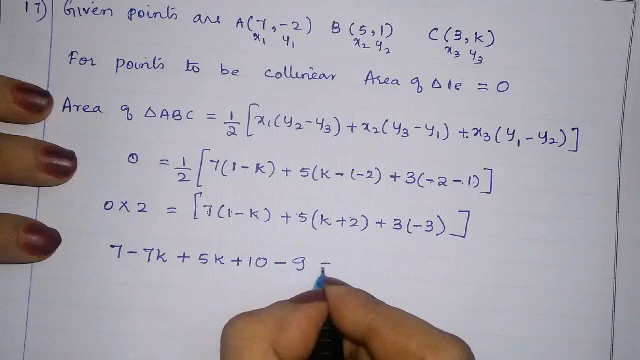 17) Given points are A(7, -2) B(5, 1) C(3, k)
x₁ y₁ x₂ y₂ x₃ y₃
For points to be collinear Area of Δle = 0
Area of ΔABC = 1/2 [x₁(y₂-y₃) + x₂(y₃-y₁) + x₃(y₁-y₂)]
0 = 1/2 [7(1-k) + 5(k-(-2) + 3(-2-1)]
0 × 2 = [7(1-k) + 5(k+2) + 3(-3)]
7 - 7k + 5k + 10 - 9 =